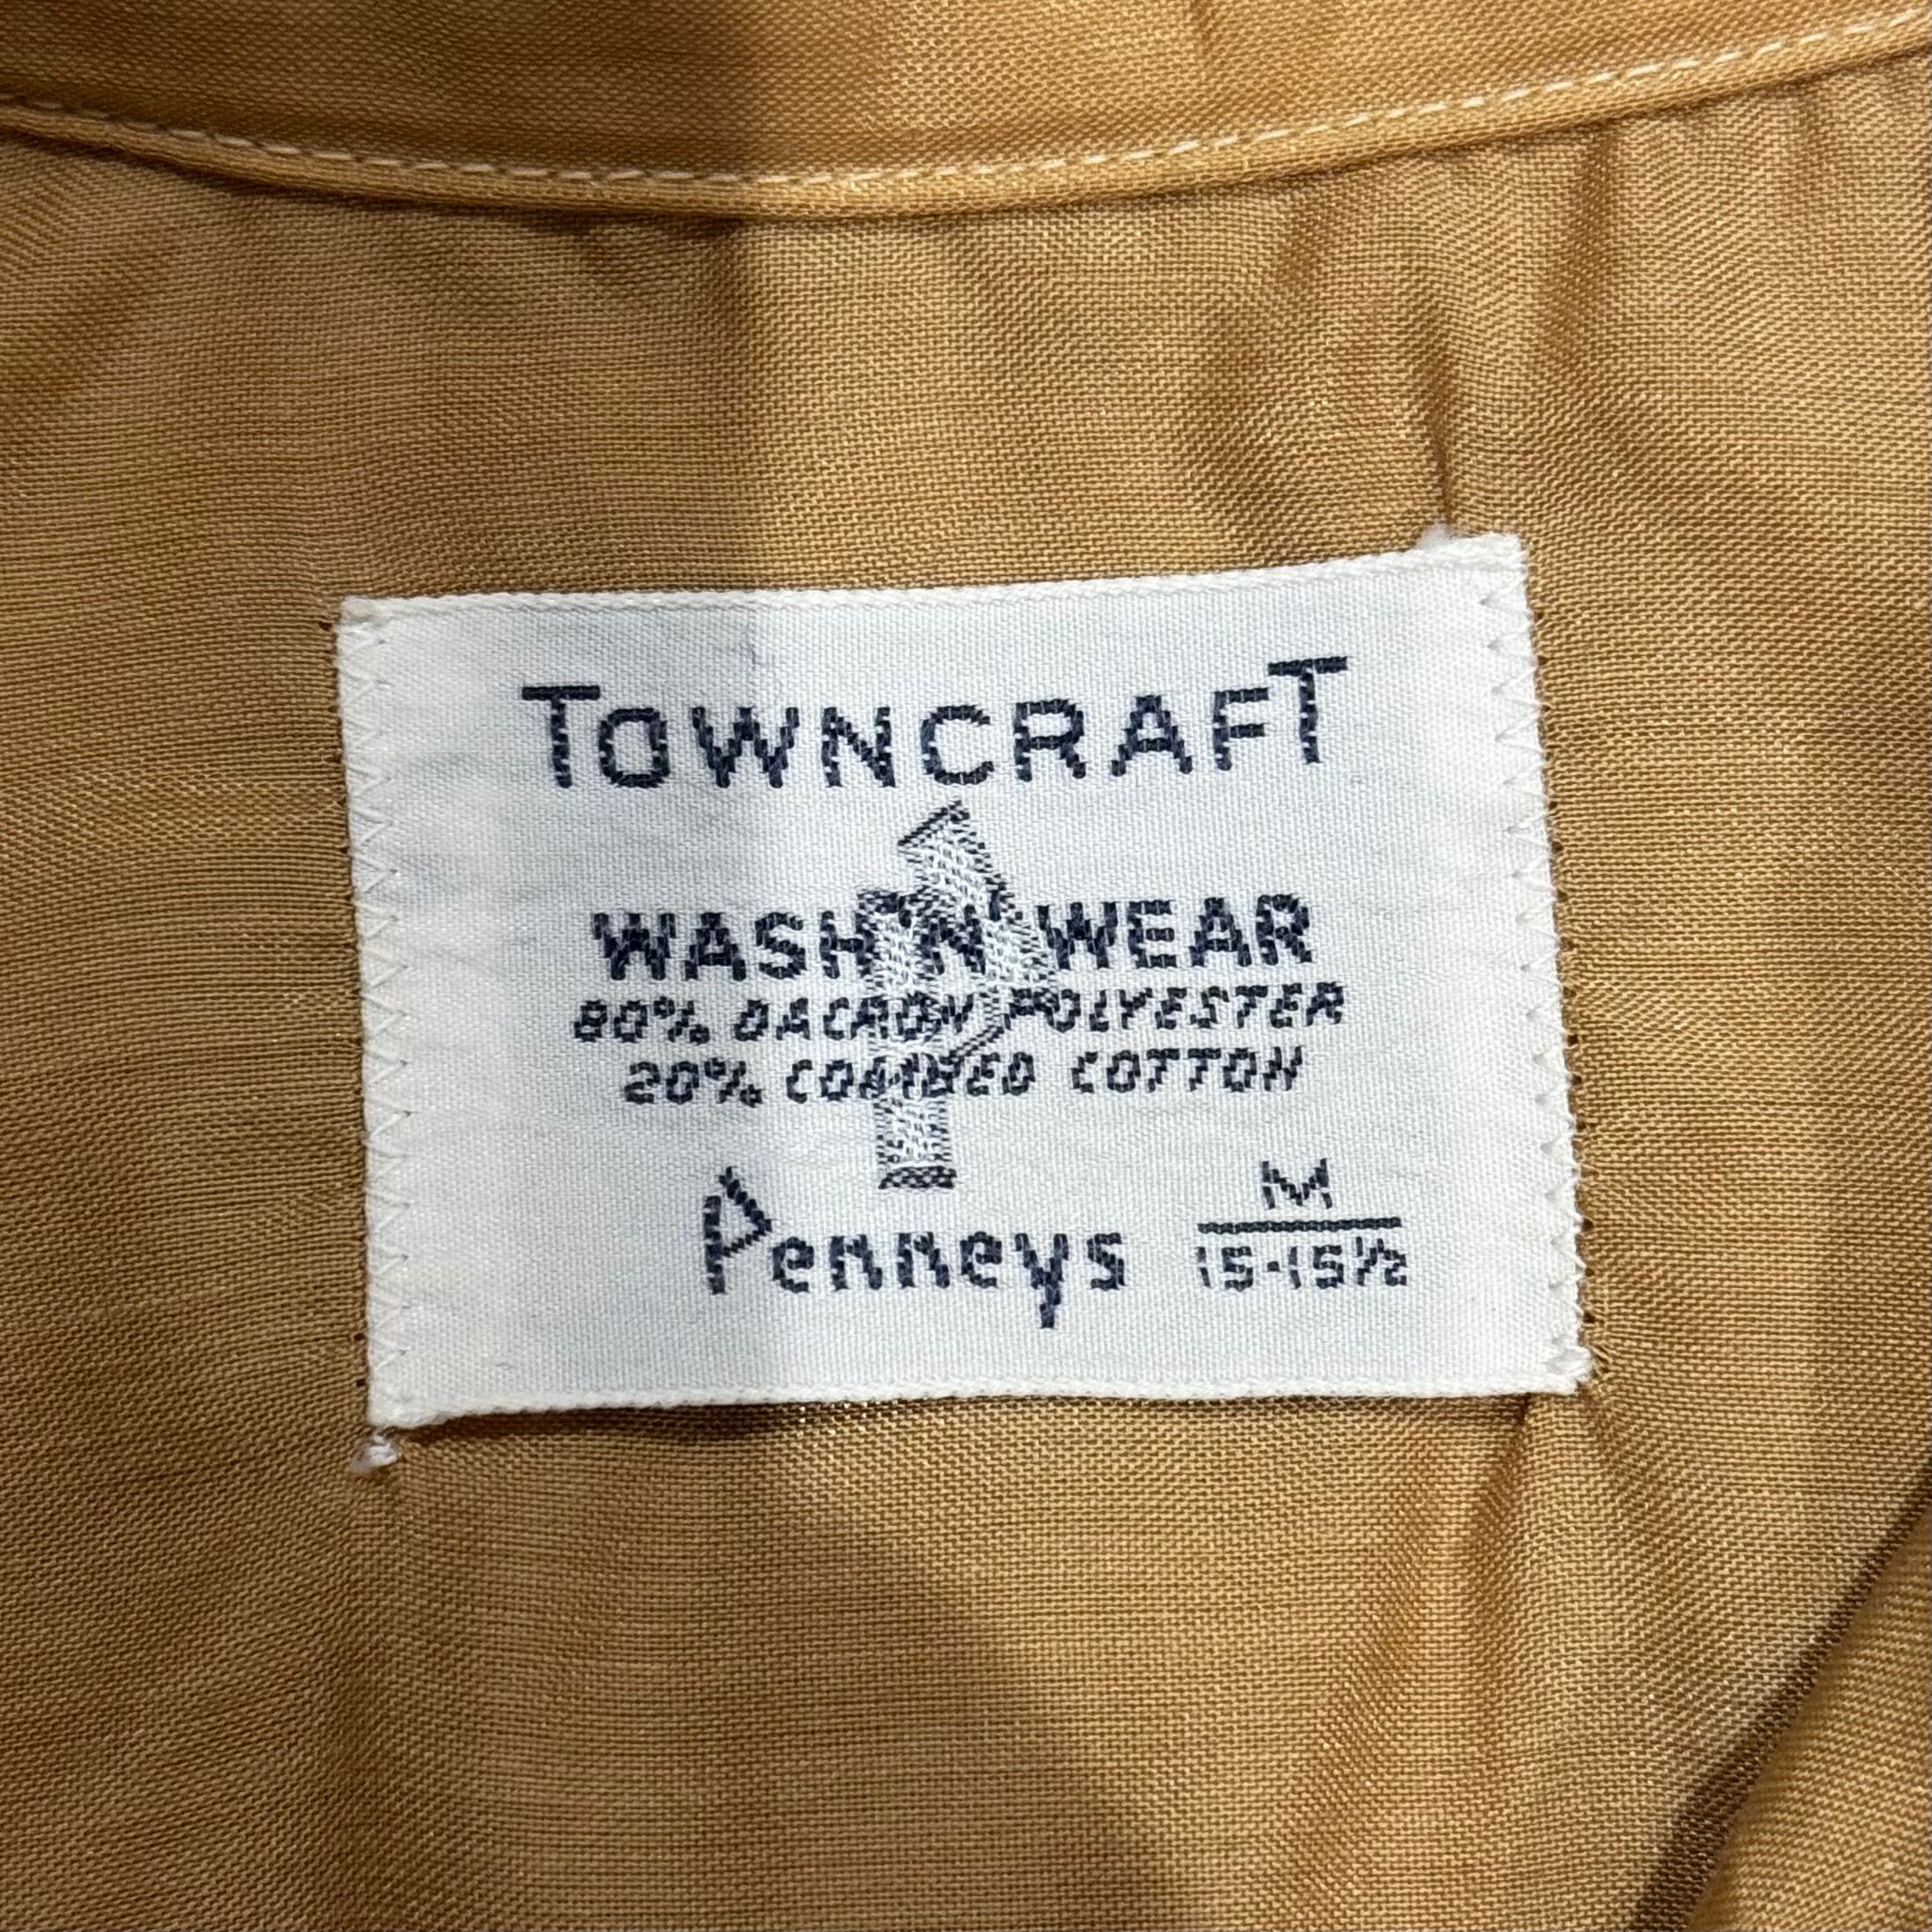 TOWNCRAFT
WASH 'N' WEAR
80% DACRON POLYESTER
20% COMBED COTTON
Penneys
M
15-15½